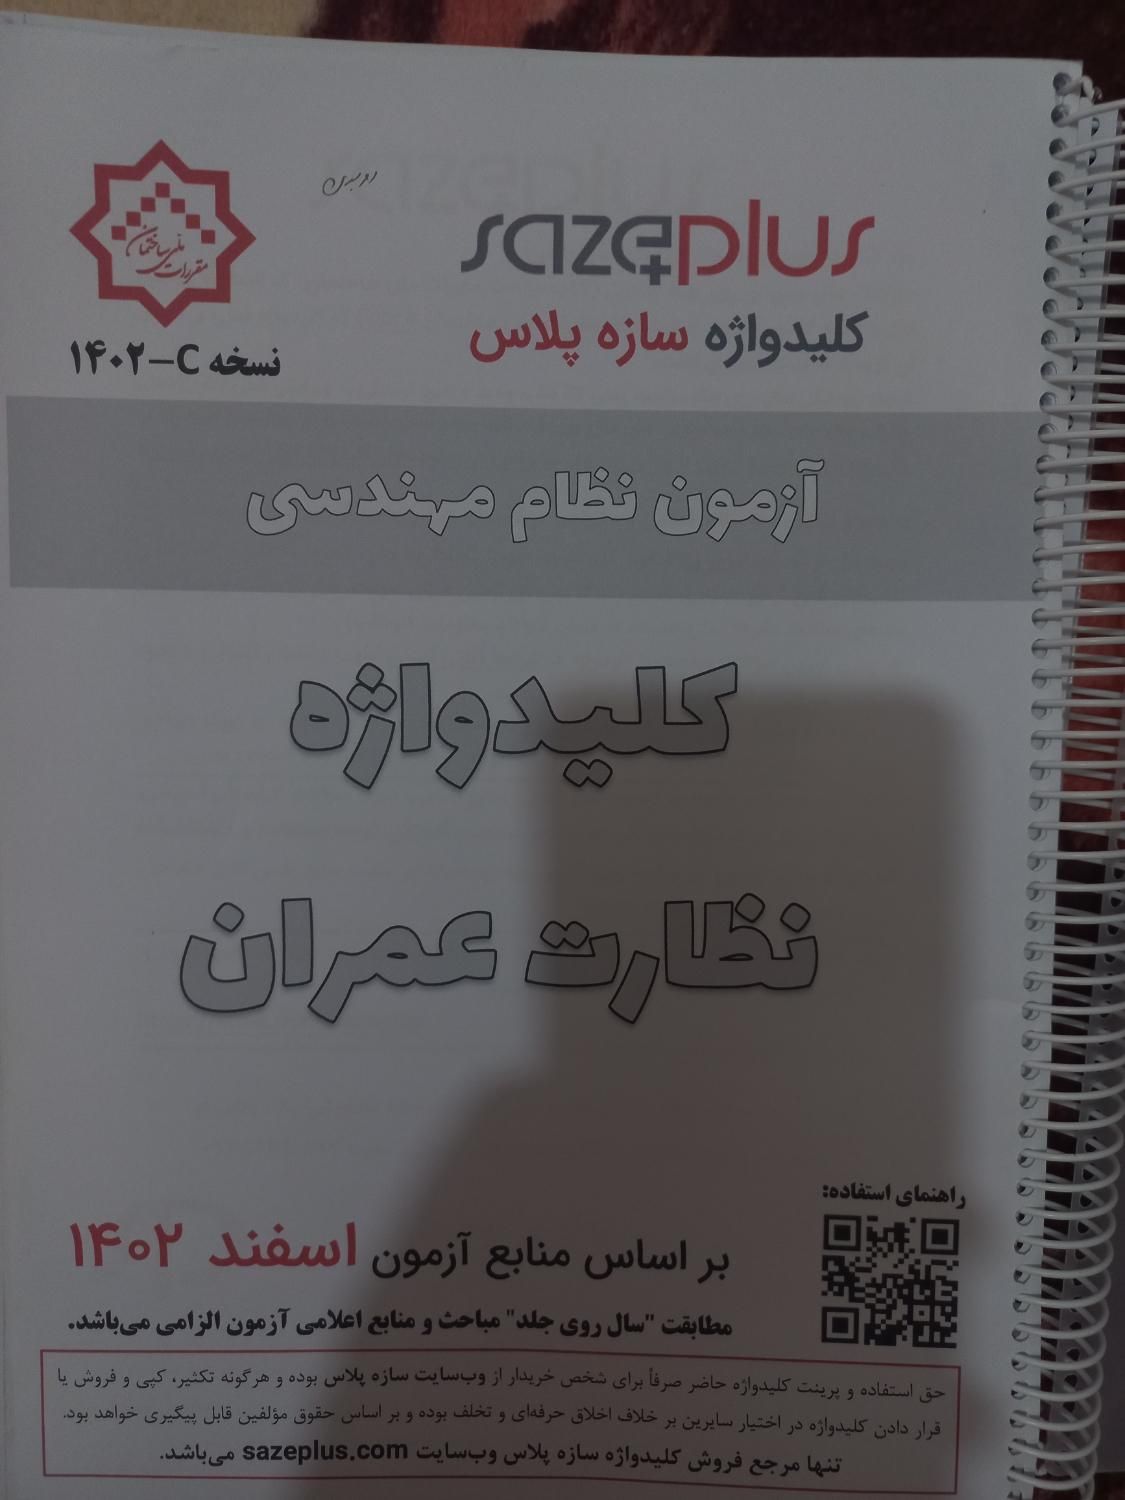 مقررات ملی ساختمان
sazeplus
کلیدواژه سازه پلاس
نسخه ۱۴۰۲-C
آزمون نظام مهندسی
کلیدواژه
نظارت عمران
راهنمای استفاده:
بر اساس منابع آزمون اسفند ۱۴۰۲
مطابقت "سال روی جلد" مباحث و منابع اعلامی آزمون الزامی می‌باشد.
حق استفاده و پرینت کلیدواژه حاضر صرفاً برای شخص خریدار از وب‌سایت سازه پلاس بوده و هرگونه تکثیر، کپی و فروش یا
قرار دادن کلیدواژه در اختیار سایرین بر خلاف اخلاق حرفه‌ای و تخلف بوده و بر اساس حقوق مؤلفین قابل پیگیری خواهد بود.
تنها مرجع فروش کلیدواژه سازه پلاس وب‌سایت sazeplus.com می‌باشد.